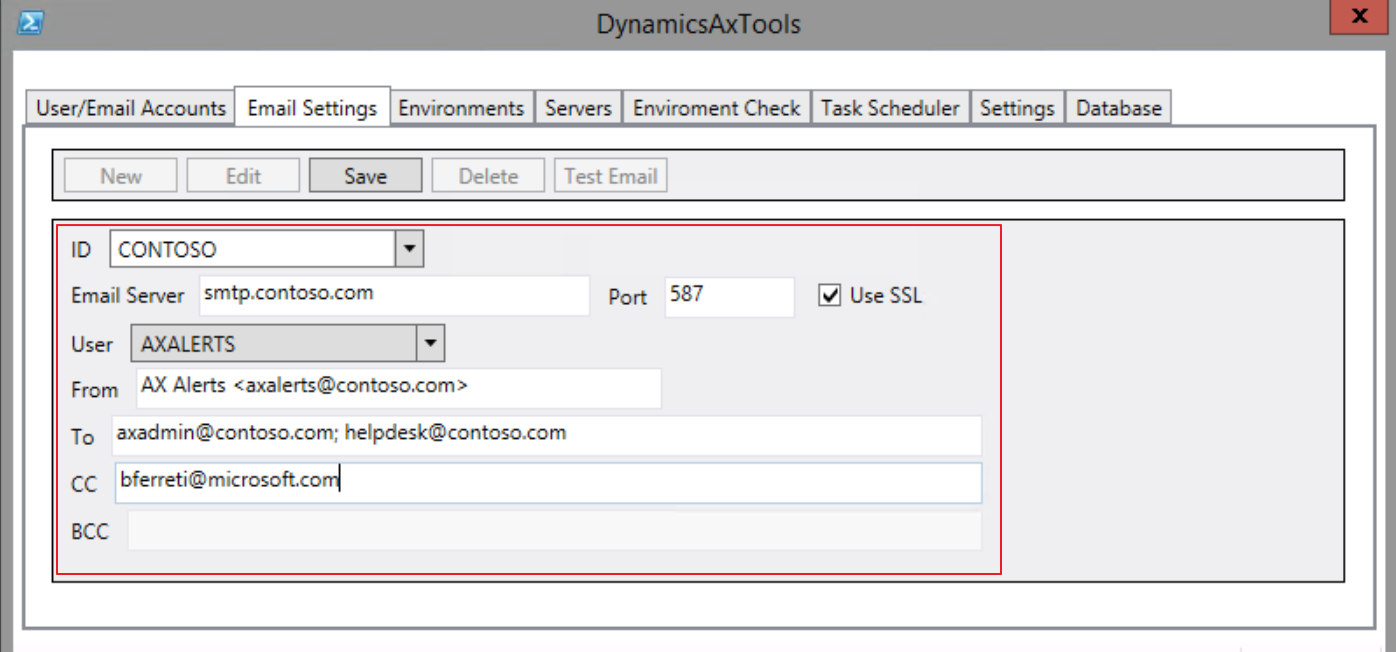 DynamicsAxTools
x
User/Email Accounts Email Settings Environments Servers Enviroment Check Task Scheduler Settings Database
New Edit Save Delete Test Email
ID CONTOSO
Email Server smtp.contoso.com Port 587 Use SSL
User AXALERTS
From AX Alerts <axalerts@contoso.com>
To axadmin@contoso.com; helpdesk@contoso.com
CC bferreti@microsoft.com
BCC